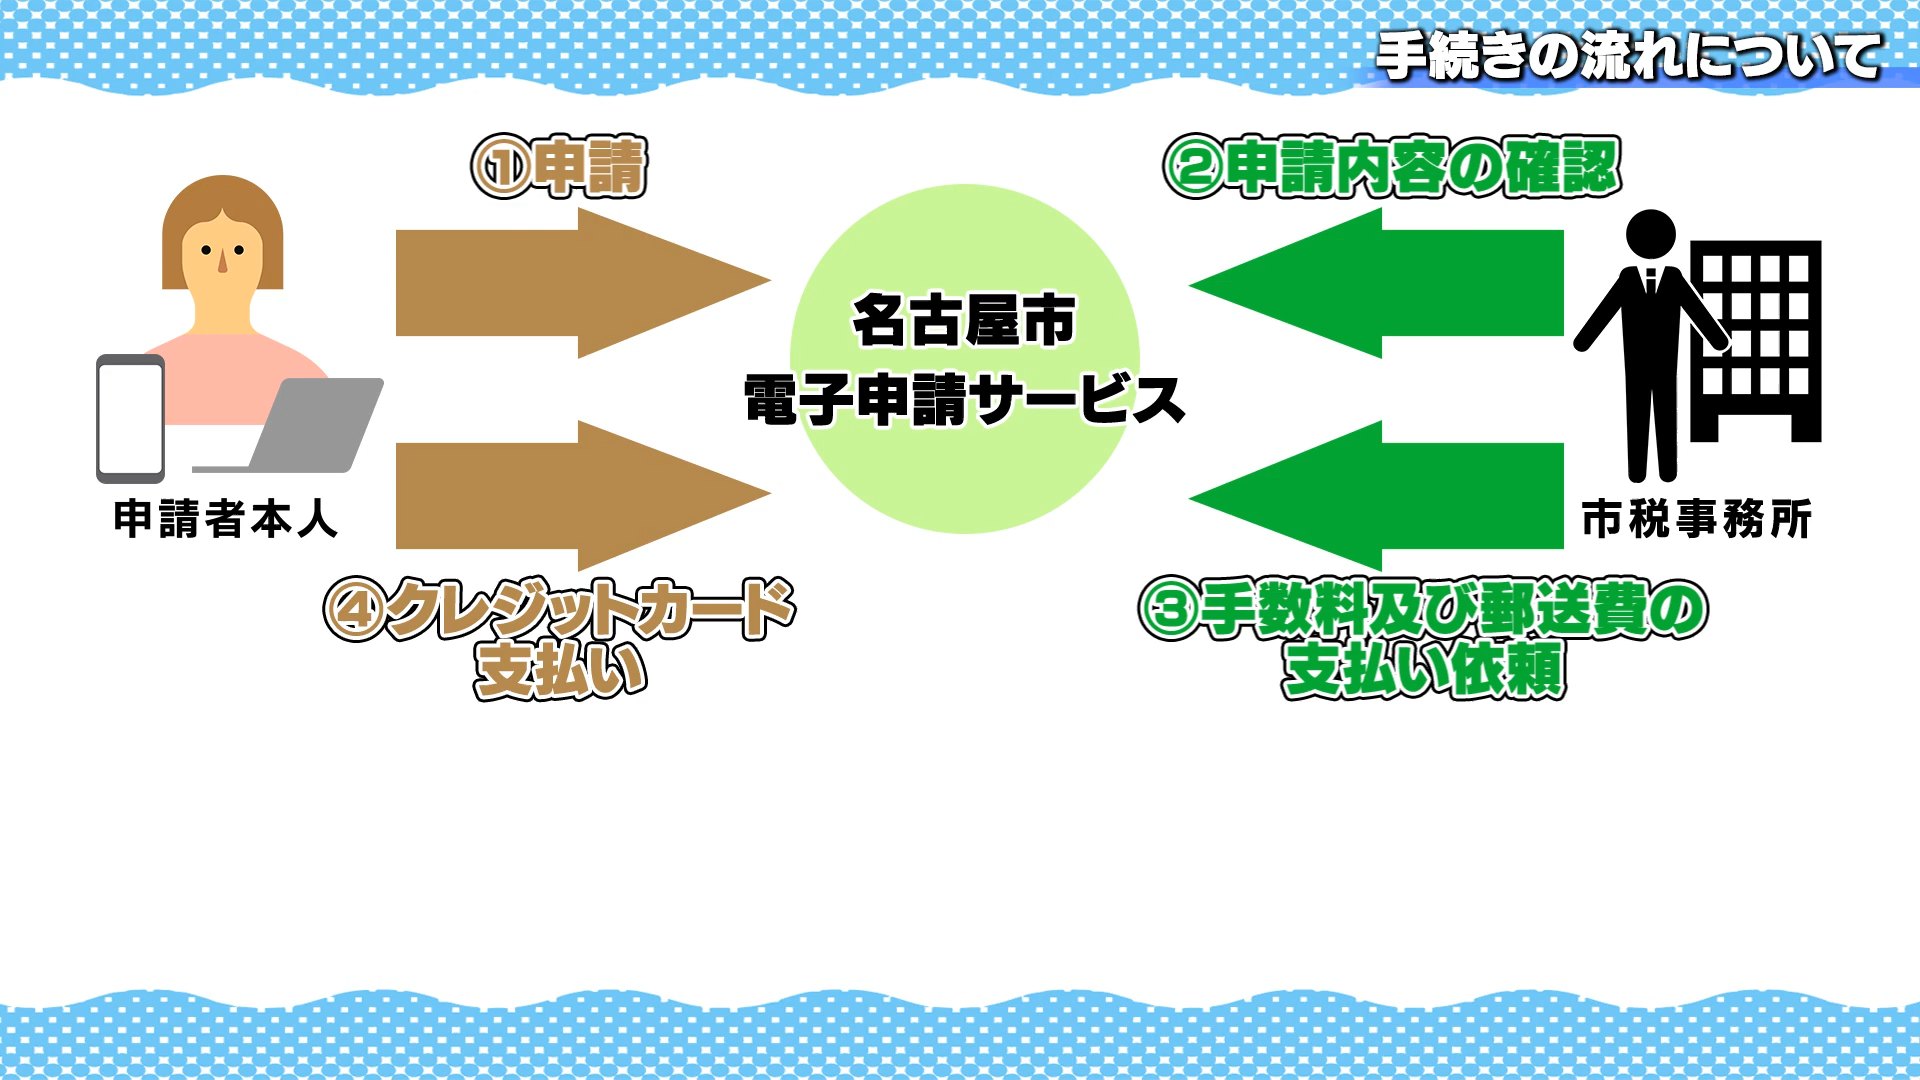 手続きの流れについて
①申請
②申請内容の確認
名古屋市
電子申請サービス
申請者本人
市税事務所
④クレジットカード
支払い
③手数料及び郵送費の
支払い依頼